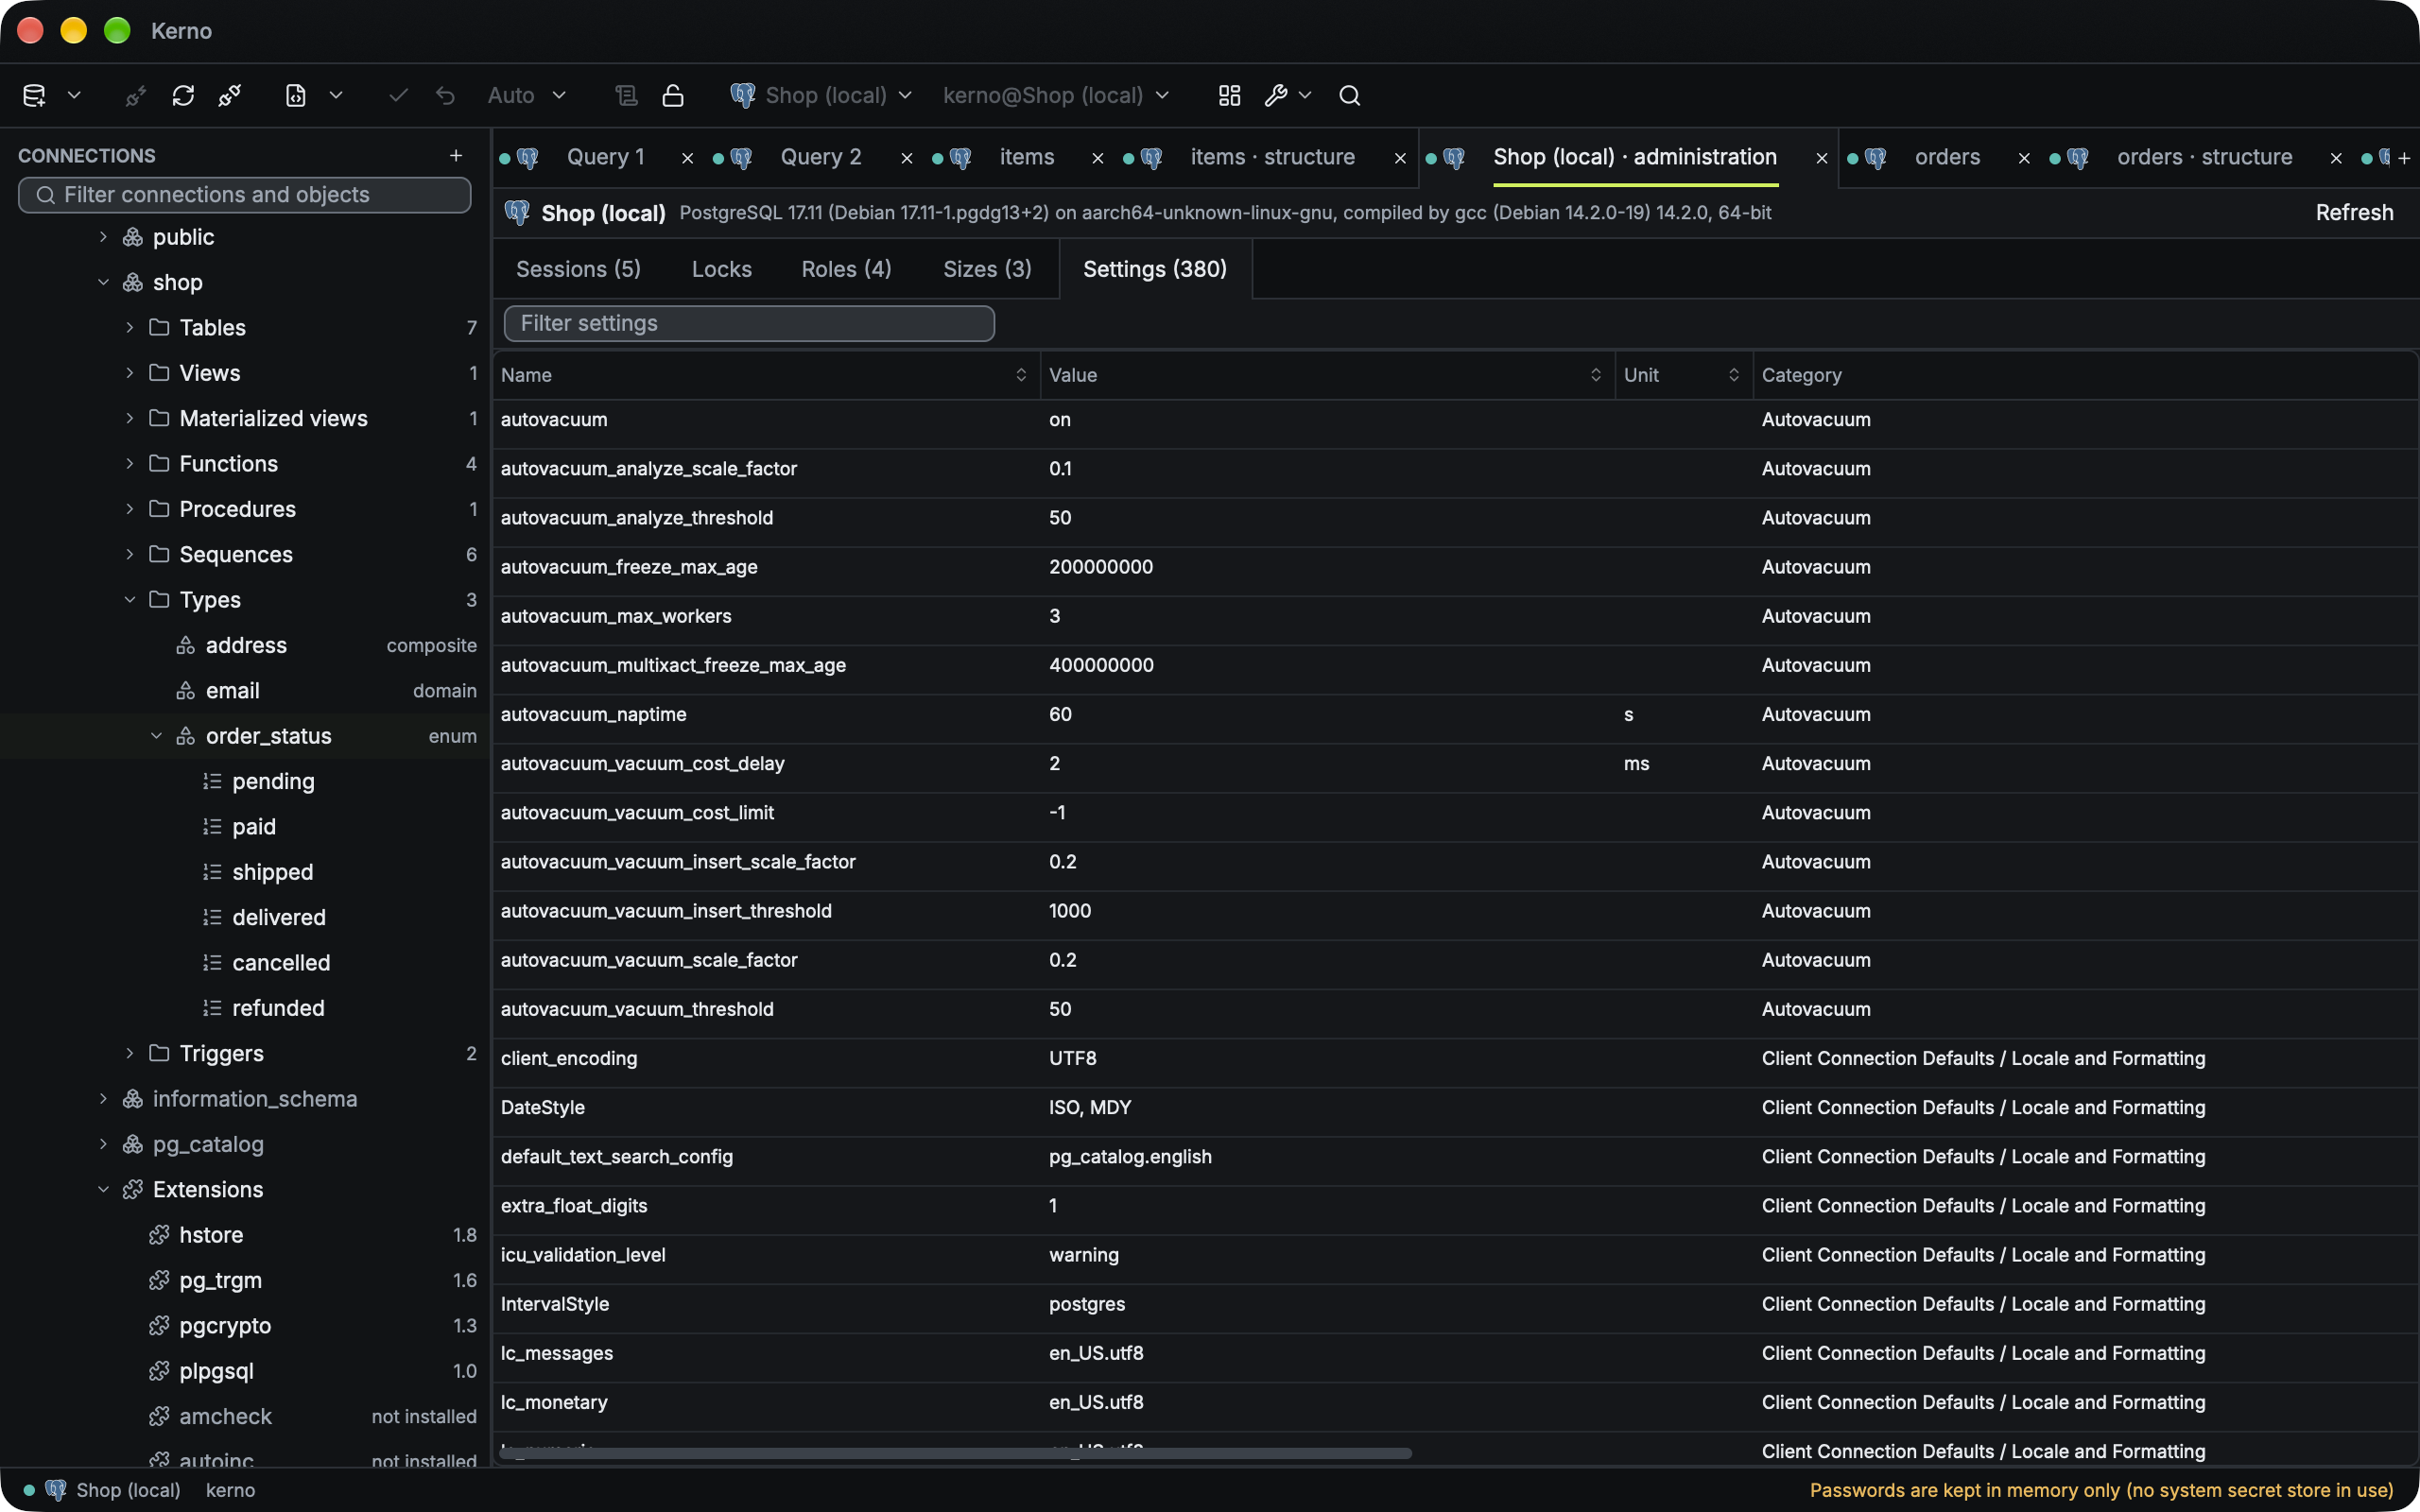 Kerno
Auto
Shop (local)
kerno@Shop (local)
CONNECTIONS
Filter connections and objects
public
shop
Tables 7
Views 1
Materialized views 1
Functions 4
Procedures 1
Sequences 6
Types 3
address composite
email domain
order_status enum
pending
paid
shipped
delivered
cancelled
refunded
Triggers 2
information_schema
pg_catalog
Extensions
hstore 1.8
pg_trgm 1.6
pgcrypto 1.3
plpgsql 1.0
amcheck not installed
autoinc not installed
Query 1
Query 2
items
items · structure
Shop (local) · administration
orders
orders · structure
Shop (local) PostgreSQL 17.11 (Debian 17.11-1.pgdg13+2) on aarch64-unknown-linux-gnu, compiled by gcc (Debian 14.2.0-19) 14.2.0, 64-bit
Refresh
Sessions (5)
Locks
Roles (4)
Sizes (3)
Settings (380)
Filter settings
Name Value Unit Category
autovacuum on Autovacuum
autovacuum_analyze_scale_factor 0.1 Autovacuum
autovacuum_analyze_threshold 50 Autovacuum
autovacuum_freeze_max_age 200000000 Autovacuum
autovacuum_max_workers 3 Autovacuum
autovacuum_multixact_freeze_max_age 400000000 Autovacuum
autovacuum_naptime 60 s Autovacuum
autovacuum_vacuum_cost_delay 2 ms Autovacuum
autovacuum_vacuum_cost_limit -1 Autovacuum
autovacuum_vacuum_insert_scale_factor 0.2 Autovacuum
autovacuum_vacuum_insert_threshold 1000 Autovacuum
autovacuum_vacuum_scale_factor 0.2 Autovacuum
autovacuum_vacuum_threshold 50 Autovacuum
client_encoding UTF8 Client Connection Defaults / Locale and Formatting
DateStyle ISO, MDY Client Connection Defaults / Locale and Formatting
default_text_search_config pg_catalog.english Client Connection Defaults / Locale and Formatting
extra_float_digits 1 Client Connection Defaults / Locale and Formatting
icu_validation_level warning Client Connection Defaults / Locale and Formatting
IntervalStyle postgres Client Connection Defaults / Locale and Formatting
lc_messages en_US.utf8 Client Connection Defaults / Locale and Formatting
lc_monetary en_US.utf8 Client Connection Defaults / Locale and Formatting
Client Connection Defaults / Locale and Formatting
Shop (local)
kerno
Passwords are kept in memory only (no system secret store in use)